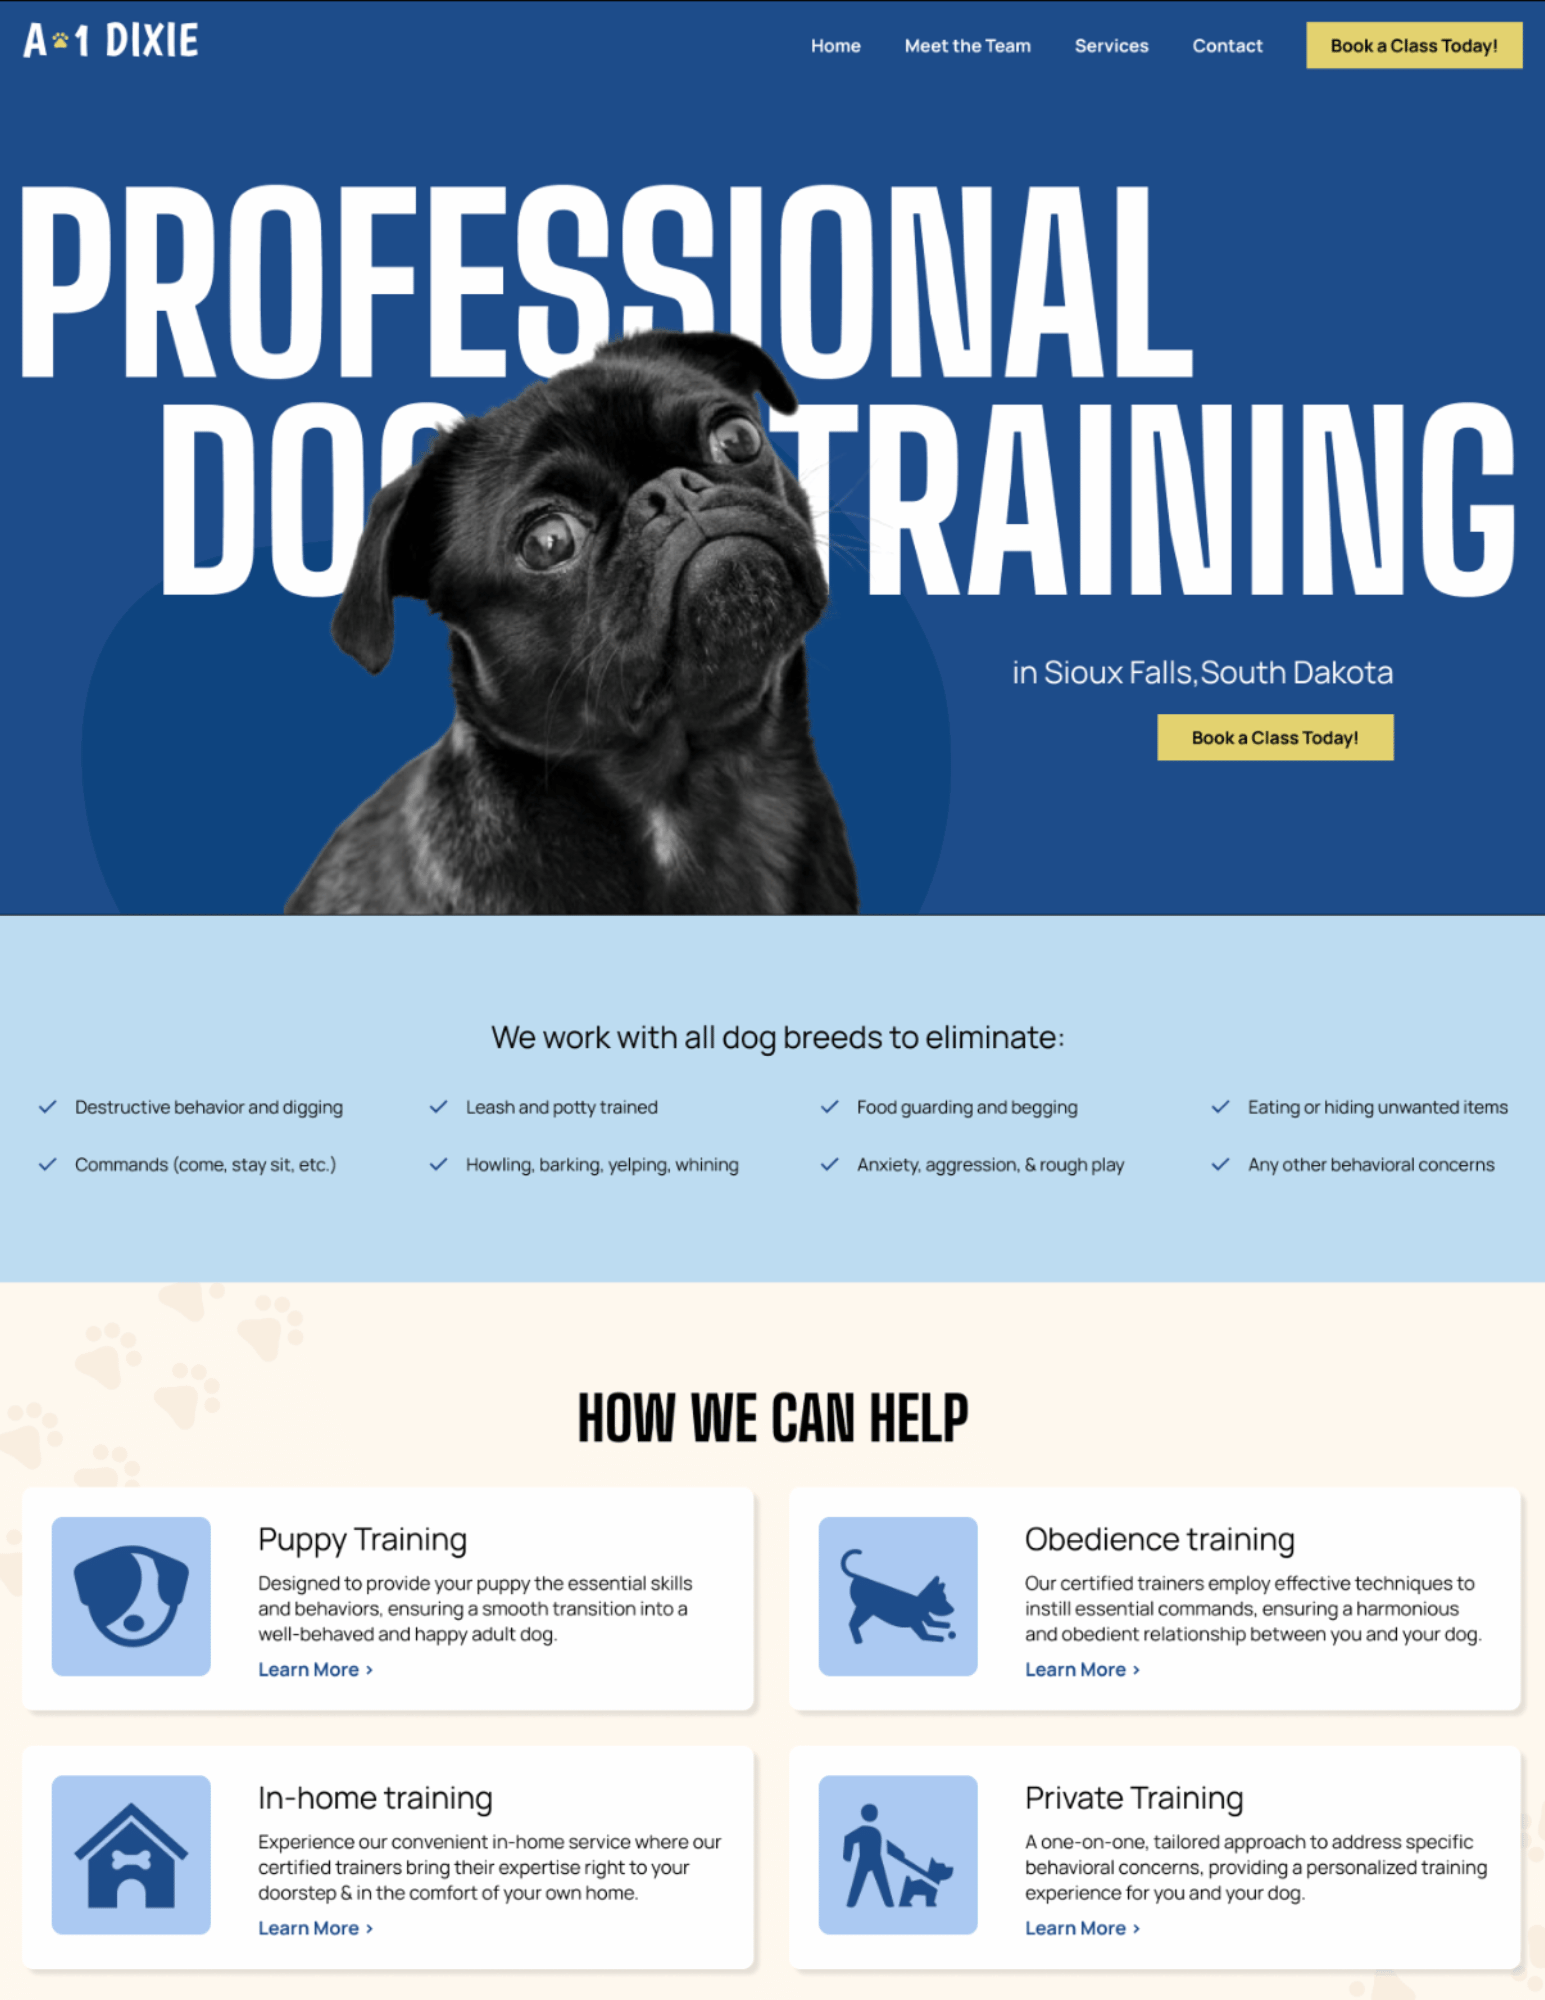 A 1 DIXIE
Home Meet the Team Services Contact Book a Class Today!
PROFESSIONAL
DOG TRAINING
in Sioux Falls,South Dakota
Book a Class Today!
We work with all dog breeds to eliminate:
Destructive behavior and digging Leash and potty trained Food guarding and begging Eating or hiding unwanted items
Commands (come, stay sit, etc.) Howling, barking, yelping, whining Anxiety, aggression, & rough play Any other behavioral concerns
HOW WE CAN HELP
Puppy Training
Designed to provide your puppy the essential skills
and behaviors, ensuring a smooth transition into a
well-behaved and happy adult dog.
Learn More >
Obedience training
Our certified trainers employ effective techniques to
instill essential commands, ensuring a harmonious
and obedient relationship between you and your dog.
Learn More >
In-home training
Experience our convenient in-home service where our
certified trainers bring their expertise right to your
doorstep & in the comfort of your own home.
Learn More >
Private Training
A one-on-one, tailored approach to address specific
behavioral concerns, providing a personalized training
experience for you and your dog.
Learn More >